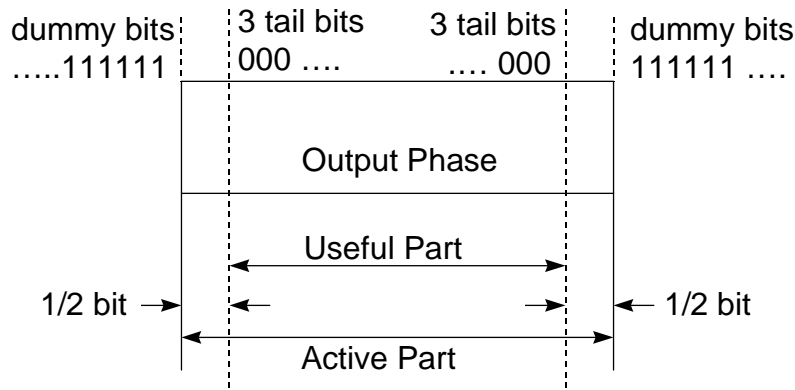 dummy bits
.....111111
3 tail bits
000 ....
3 tail bits
.... 000
dummy bits
111111 ....
Output Phase
Useful Part
1/2 bit
1/2 bit
Active Part